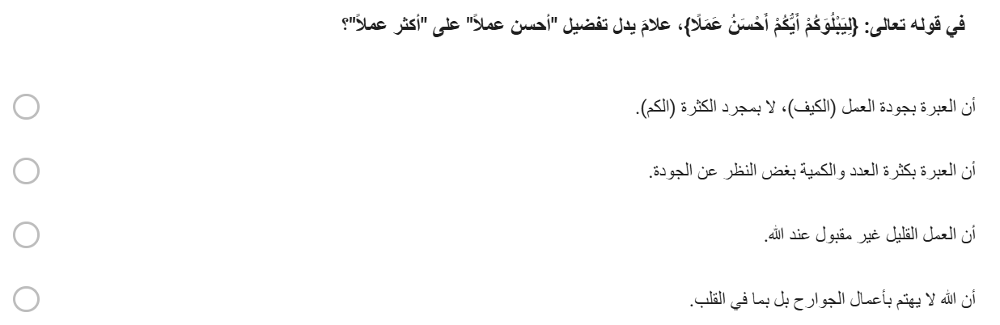 في قوله تعالى: {لِيَبْلُوَكُمْ أَيُّكُمْ أَحْسَنُ عَمَلًا}، علامَ يدل تفضيل "أحسن عملاً" على "أكثر عملاً"؟
أن العبرة بجودة العمل (الكيف)، لا بمجرد الكثرة (الكم).
أن العبرة بكثرة العدد والكمية بغض النظر عن الجودة.
أن العمل القليل غير مقبول عند الله.
أن الله لا يهتم بأعمال الجوارح بل بما في القلب.